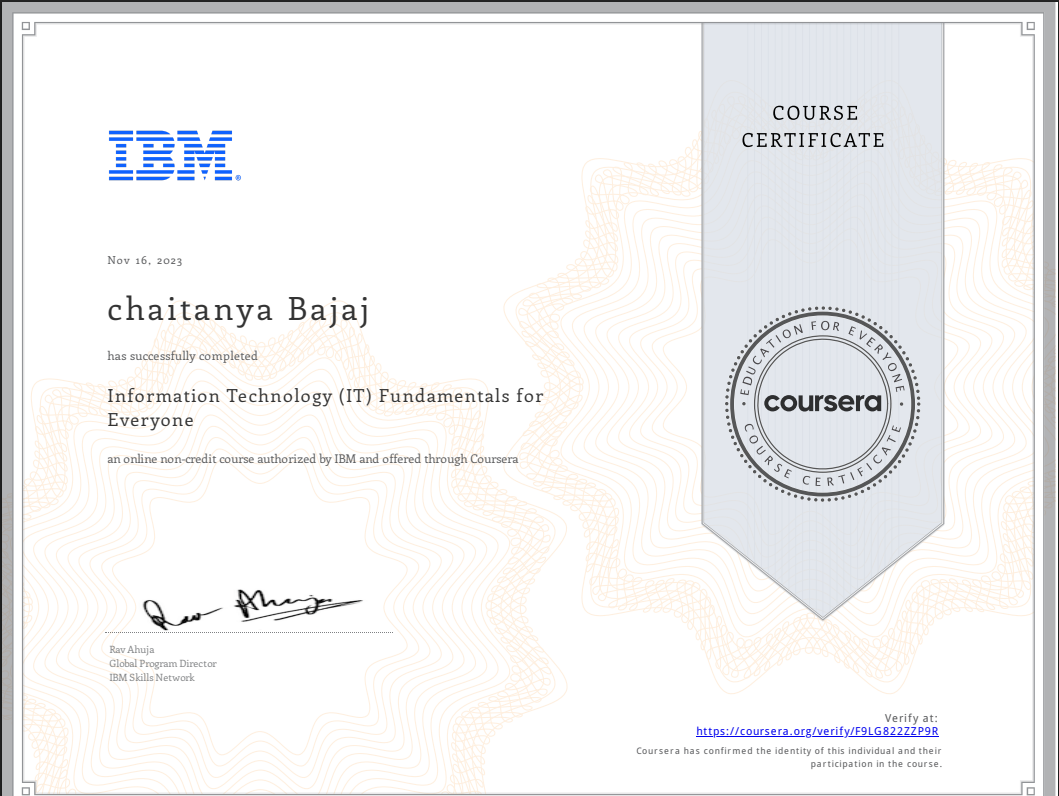 COURSE
CERTIFICATE
IBM®
Nov 16, 2023
chaitanya Bajaj
has successfully completed
Information Technology (IT) Fundamentals for
Everyone
an online non-credit course authorized by IBM and offered through Coursera
EDUCATION FOR EVERYONE
coursera
COURSE CERTIFICATE
Rav Ahuja
Rav Ahuja
Global Program Director
IBM Skills Network
Verify at:
https://coursera.org/verify/F9LG822ZZP9R
Coursera has confirmed the identity of this individual and their
participation in the course.